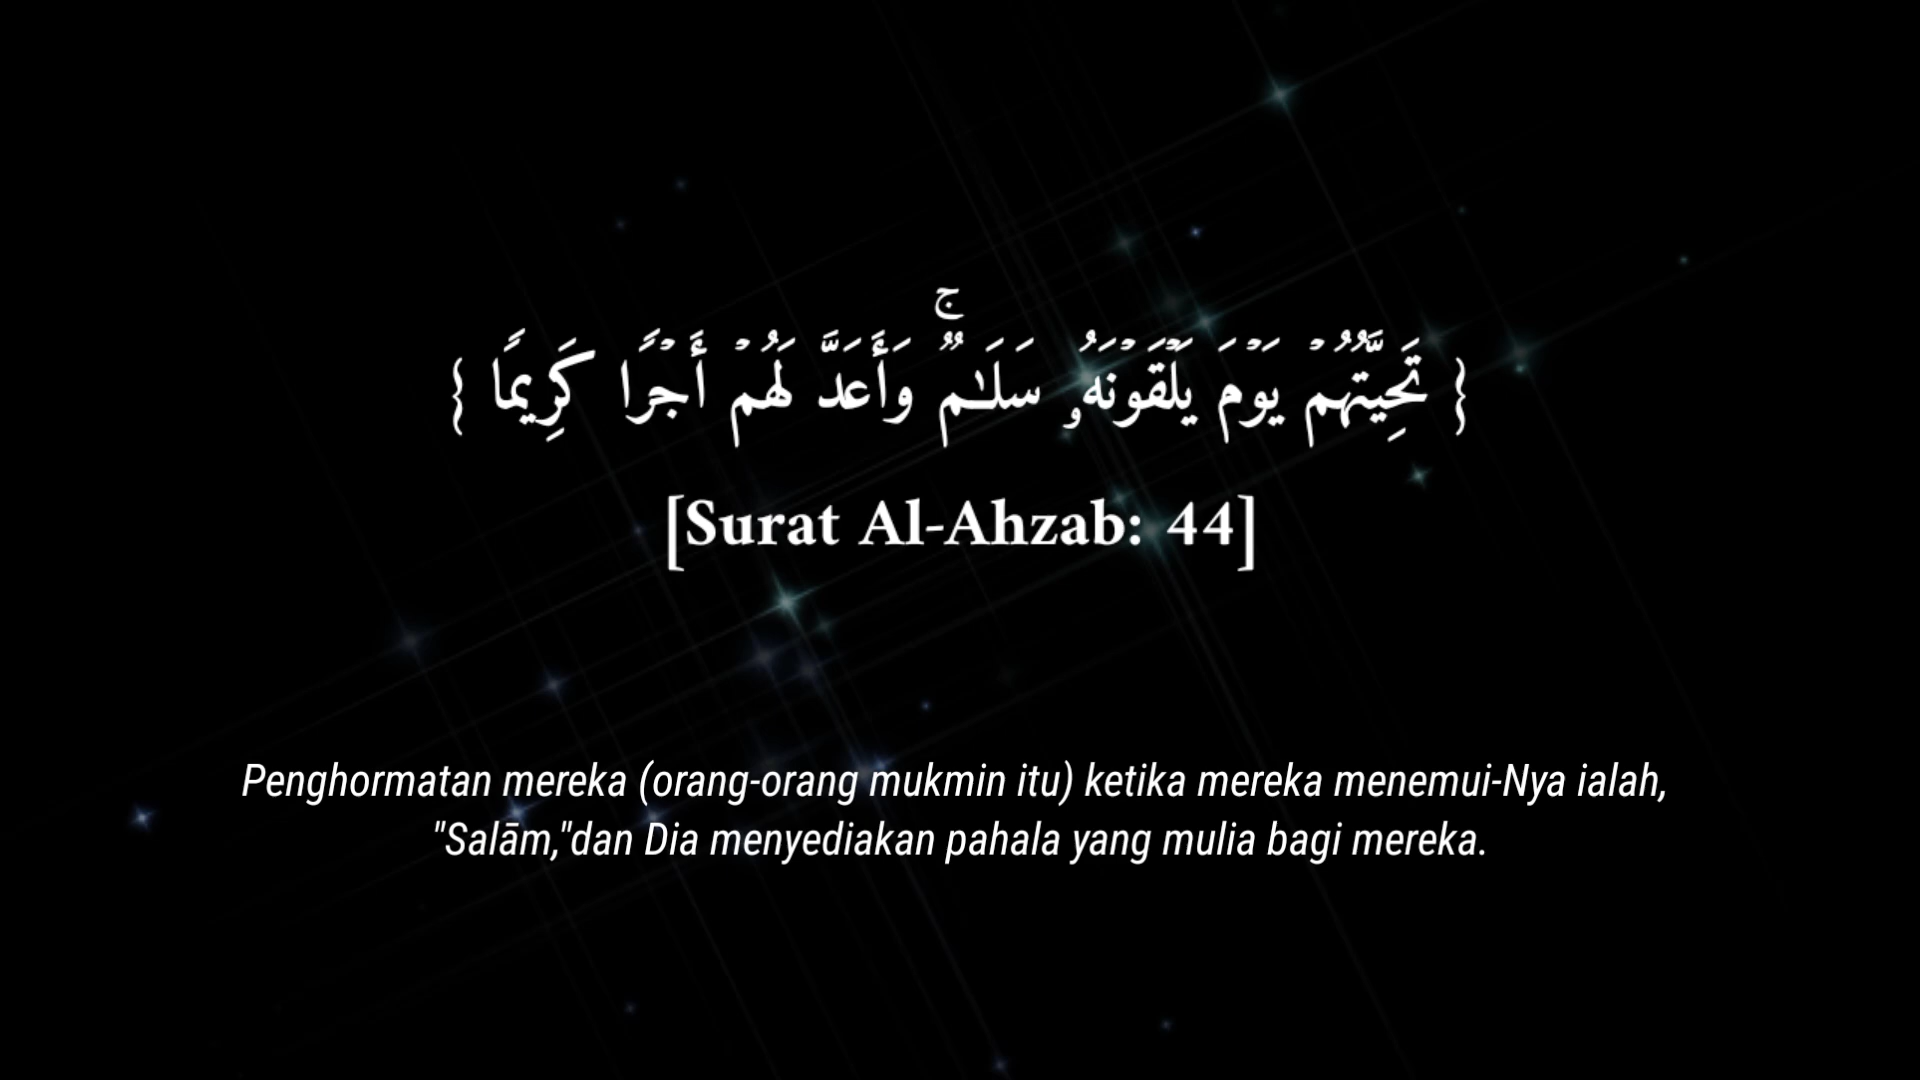 { تَحِيَّتُهُمْ يَوْمَ يَلْقَوْنَهُۥ سَلَـٰمٌۭ ۚ وَأَعَدَّ لَهُمْ أَجْرًۭا كَرِيمًۭا }
[Surat Al-Ahzab: 44]
Penghormatan mereka (orang-orang mukmin itu) ketika mereka menemui-Nya ialah,
"Salām,"dan Dia menyediakan pahala yang mulia bagi mereka.